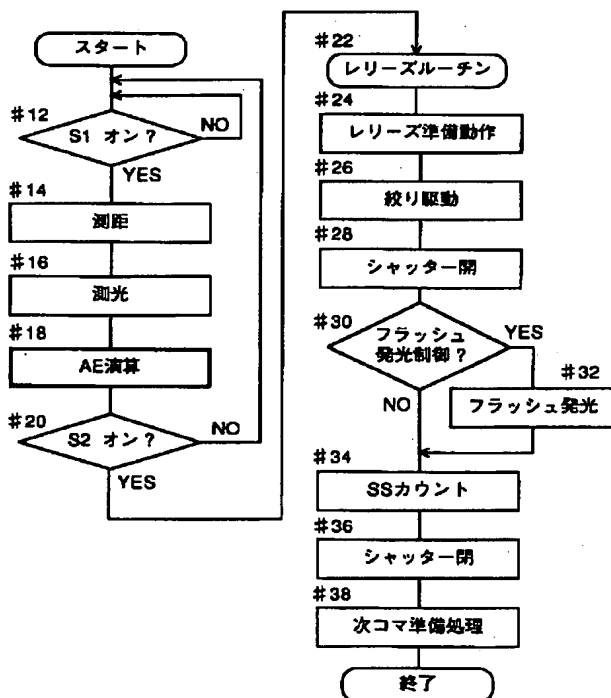 スタート
#12
S1 オン?
NO
YES
#14
測距
#16
測光
#18
AE演算
#20
S2 オン?
NO
YES
#22
レリーズルーチン
#24
レリーズ準備動作
#26
絞り駆動
#28
シャッター開
#30
フラッシュ
発光制御?
YES
NO
#32
フラッシュ発光
#34
SSカウント
#36
シャッター閉
#38
次コマ準備処理
終了